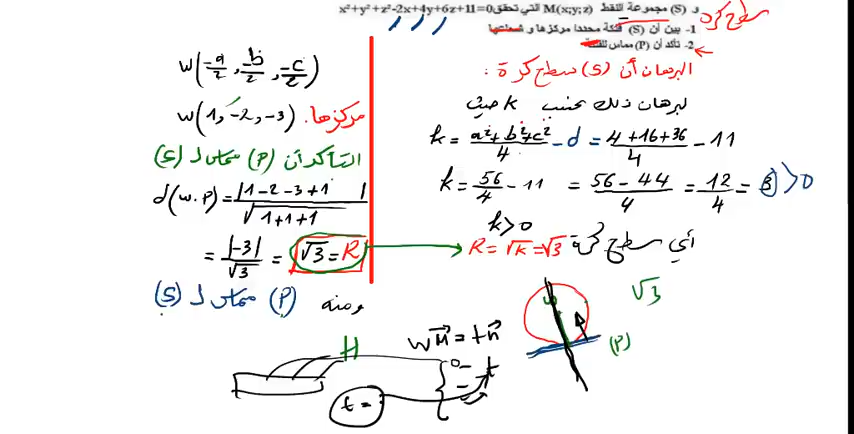 و (S) مجموعة النقط M(x;y;z) التي تحقق x²+y²+z²-2x+4y+6z+11=0
سطح كرة
1- بين أن (S) فلكة محددا مركزها و شعاعها
2- تأكد أن (P) مماس للفلكة
البرهان أن (S) سطح كرة:
لبرهان ذلك نحسب k حيث
k = (a²+b²+c²)/4 - d = (4+16+36)/4 - 11
k = 56/4 - 11 = (56-44)/4 = 12/4 = 3 > 0
k>0
أي سطح كرة R = √k = √3
w(-a/2, -b/2, -c/2)
w(1, -2, -3) مركزها.
التأكد أن (P) مماس لـ (S)
d(w.P) = |1-2-3+1|/√(1+1+1)
= |-3|/√3 = √3 = R
ومنه (P) مماس لـ (S)
√3
(P)
wM = tn
H
t =
t